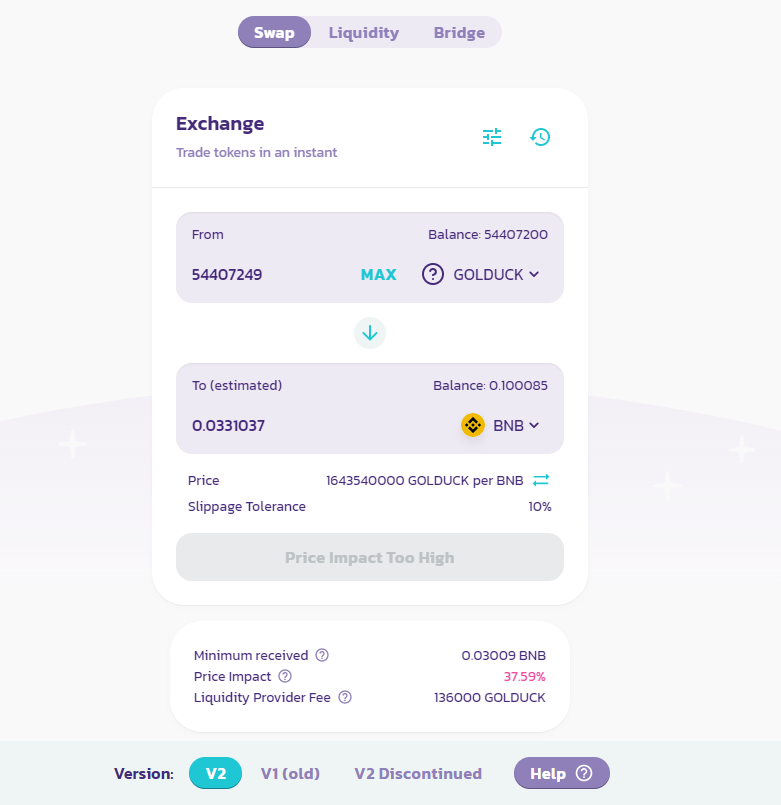 Swap Liquidity Bridge
Exchange
Trade tokens in an instant
From Balance: 54407200
54407249 MAX GOLDUCK
To (estimated) Balance: 0.100085
0.0331037 BNB
Price 1643540000 GOLDUCK per BNB
Slippage Tolerance 10%
Price Impact Too High
Minimum received 0.03009 BNB
Price Impact 37.59%
Liquidity Provider Fee 136000 GOLDUCK
Version: V2 V1 (old) V2 Discontinued Help